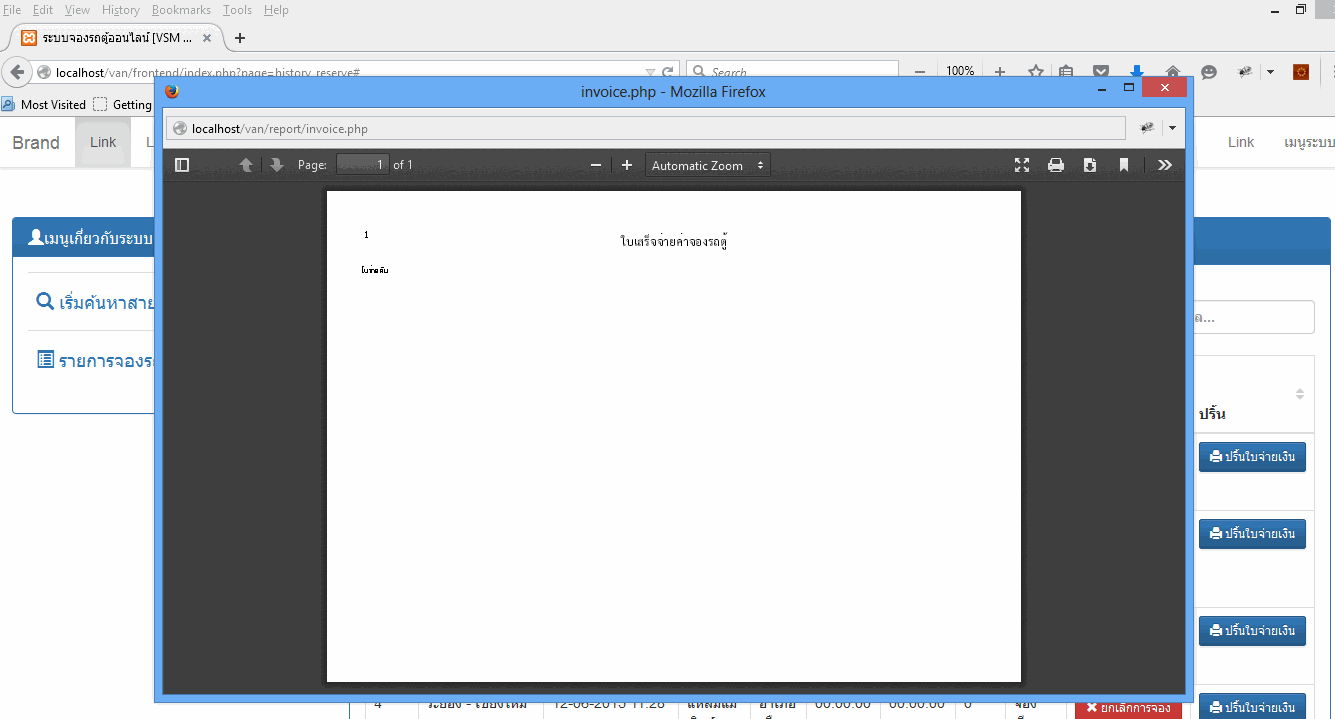 File Edit View History Bookmarks Tools Help
ระบบจองรถตู้ออนไลน์ [VSM ...
localhost/van/frontend/index.php?page=history_reserve#
Search
100%
Most Visited Getting
invoice.php - Mozilla Firefox
localhost/van/report/invoice.php
Page: 1 of 1
Automatic Zoom
Brand Link L
Link เมนูระบบ
1
ใบเสร็จจ่ายค่าจองรถตู้
เมนูเกี่ยวกับระบบ
เริ่มค้นหาสาย
รายการจองรถ
ล...
ปริ้น
ปริ้นใบจ่ายเงิน
ปริ้นใบจ่ายเงิน
ปริ้นใบจ่ายเงิน
4 ระยอง - เชียงใหม่ 12-06-2015 11:28 แหลมแม่ อำเภอ 00:00:00 00:00:00 0 จอง ยกเลิกการจอง ปริ้นใบจ่ายเงิน